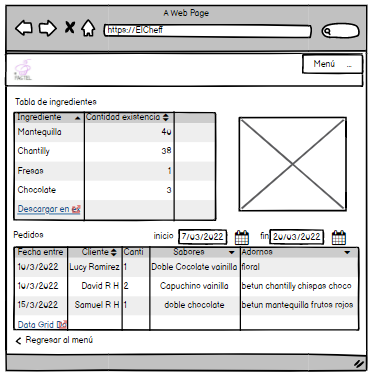 A Web Page
https://ElCheff
Menú ...
PASTEL
Tabla de ingredientes
Ingrediente Cantidad existencia
Mantequilla 40
Chantilly 38
Fresas 1
Chocolate 3
Descargar en
Pedidos inicio 7/03/2022 fin 20/03/2022
Fecha entre Cliente Canti Sabores Adornos
10/3/2022 Lucy Ramirez 1 Doble Cocolate vainilla floral
10/3/2022 David R H 2 Capuchino vainilla betun chantilly chispas choco
15/3/2022 Samuel R H 1 doble chocolate betun mantequilla frutos rojos
Data Grid
Regresar al menú